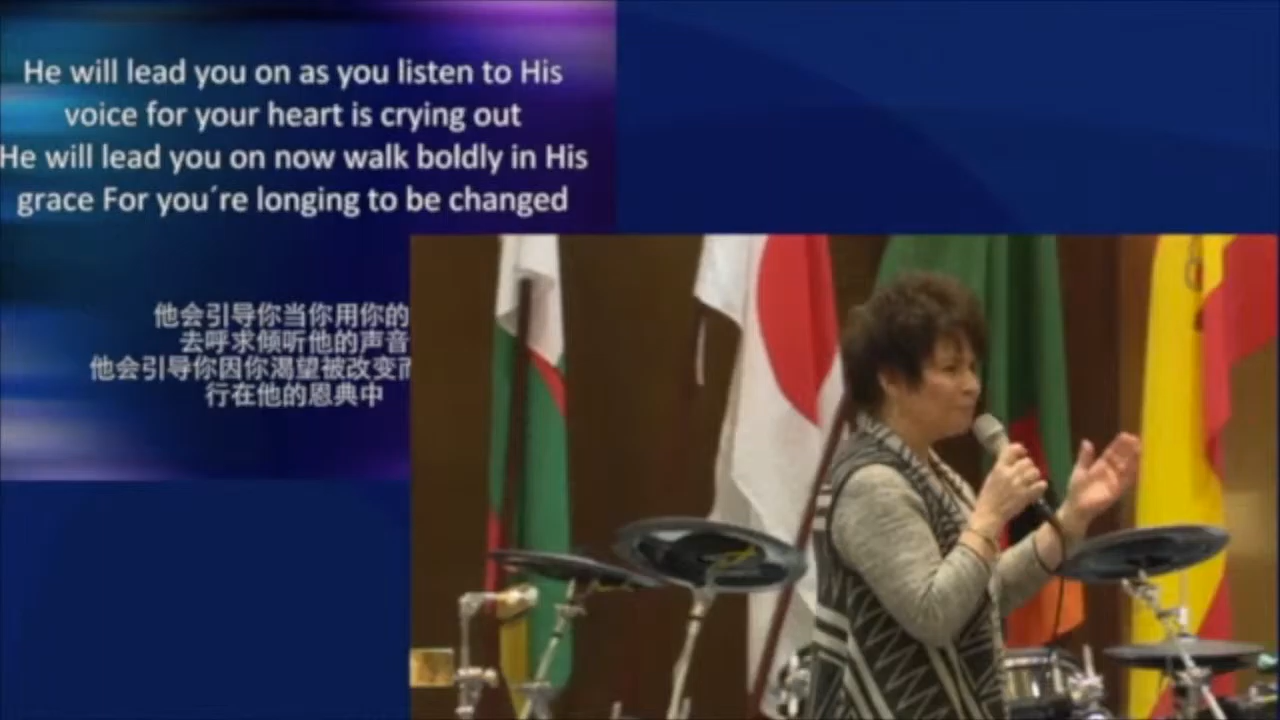 He will lead you on as you listen to His
voice for your heart is crying out
He will lead you on now walk boldly in His
grace For you´re longing to be changed
他会引导你当你用你的
去呼求倾听他的声音
他会引导你因你渴望被改变
行在他的恩典中